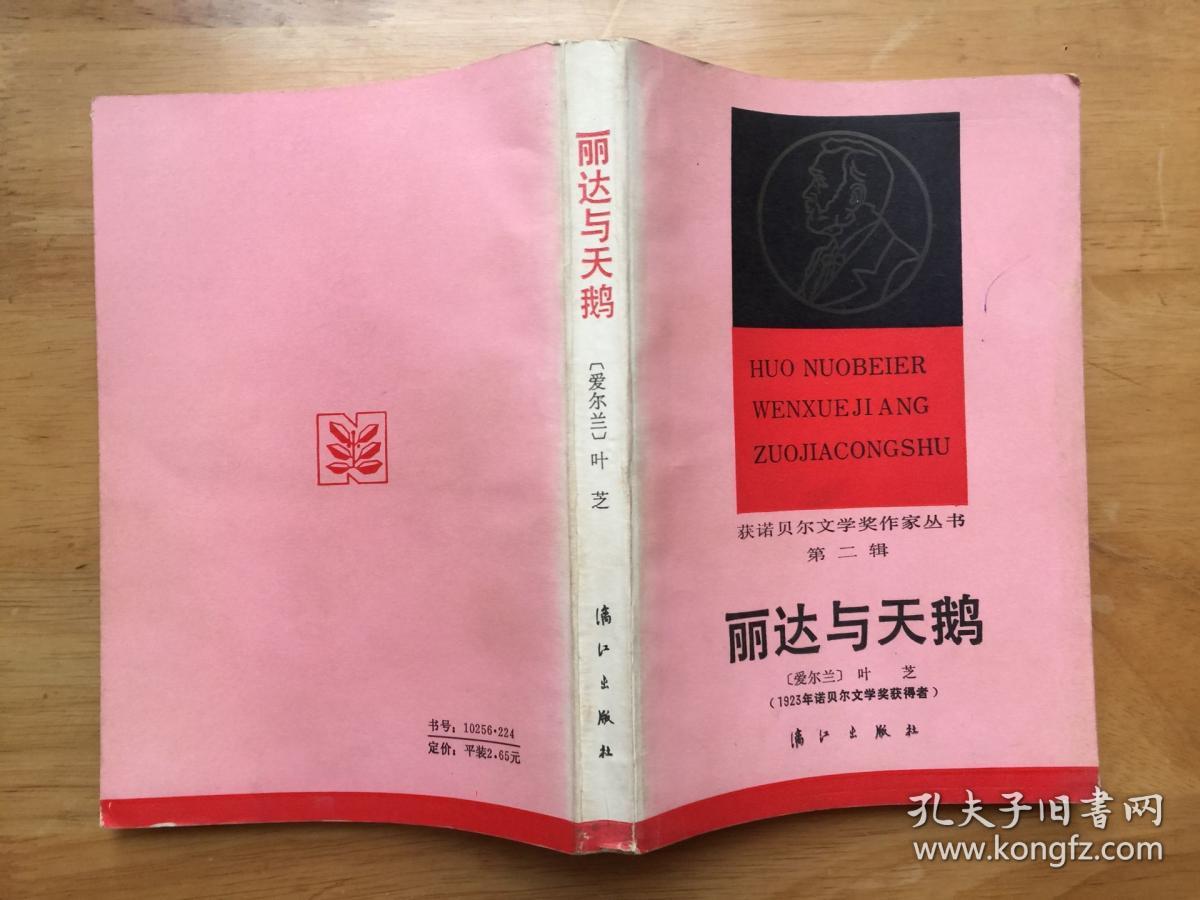 HUO NUOBEIER
WENXUEJIANG
ZUOJIACONGSHU
获诺贝尔文学奖作家丛书
第二辑
丽达与天鹅
〔爱尔兰〕叶 芝
(1923年诺贝尔文学奖获得者)
漓江出版社
丽达与天鹅
〔爱尔兰〕叶 芝
漓江出版社
书号：10256·224
定价：平装2.65元
孔夫子旧书网
www.kongfz.com